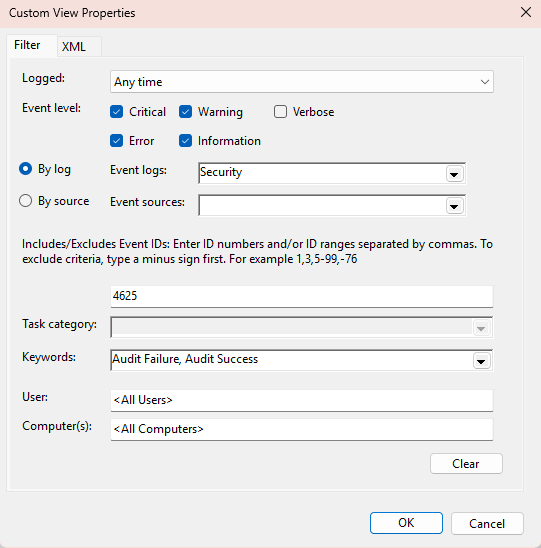 Custom View Properties
Filter
XML
Logged:
Any time
Event level:
Critical
Warning
Verbose
Error
Information
By log
Event logs:
Security
By source
Event sources:
Includes/Excludes Event IDs: Enter ID numbers and/or ID ranges separated by commas. To
exclude criteria, type a minus sign first. For example 1,3,5-99,-76
4625
Task category:
Keywords:
Audit Failure, Audit Success
User:
<All Users>
Computer(s):
<All Computers>
Clear
OK
Cancel